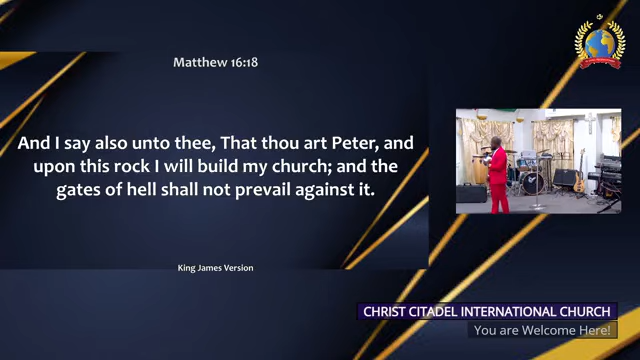 Matthew 16:18
And I say also unto thee, That thou art Peter, and
upon this rock I will build my church; and the
gates of hell shall not prevail against it.
King James Version
CHRIST CITADEL INTERNATIONAL CHURCH
You are Welcome Here!